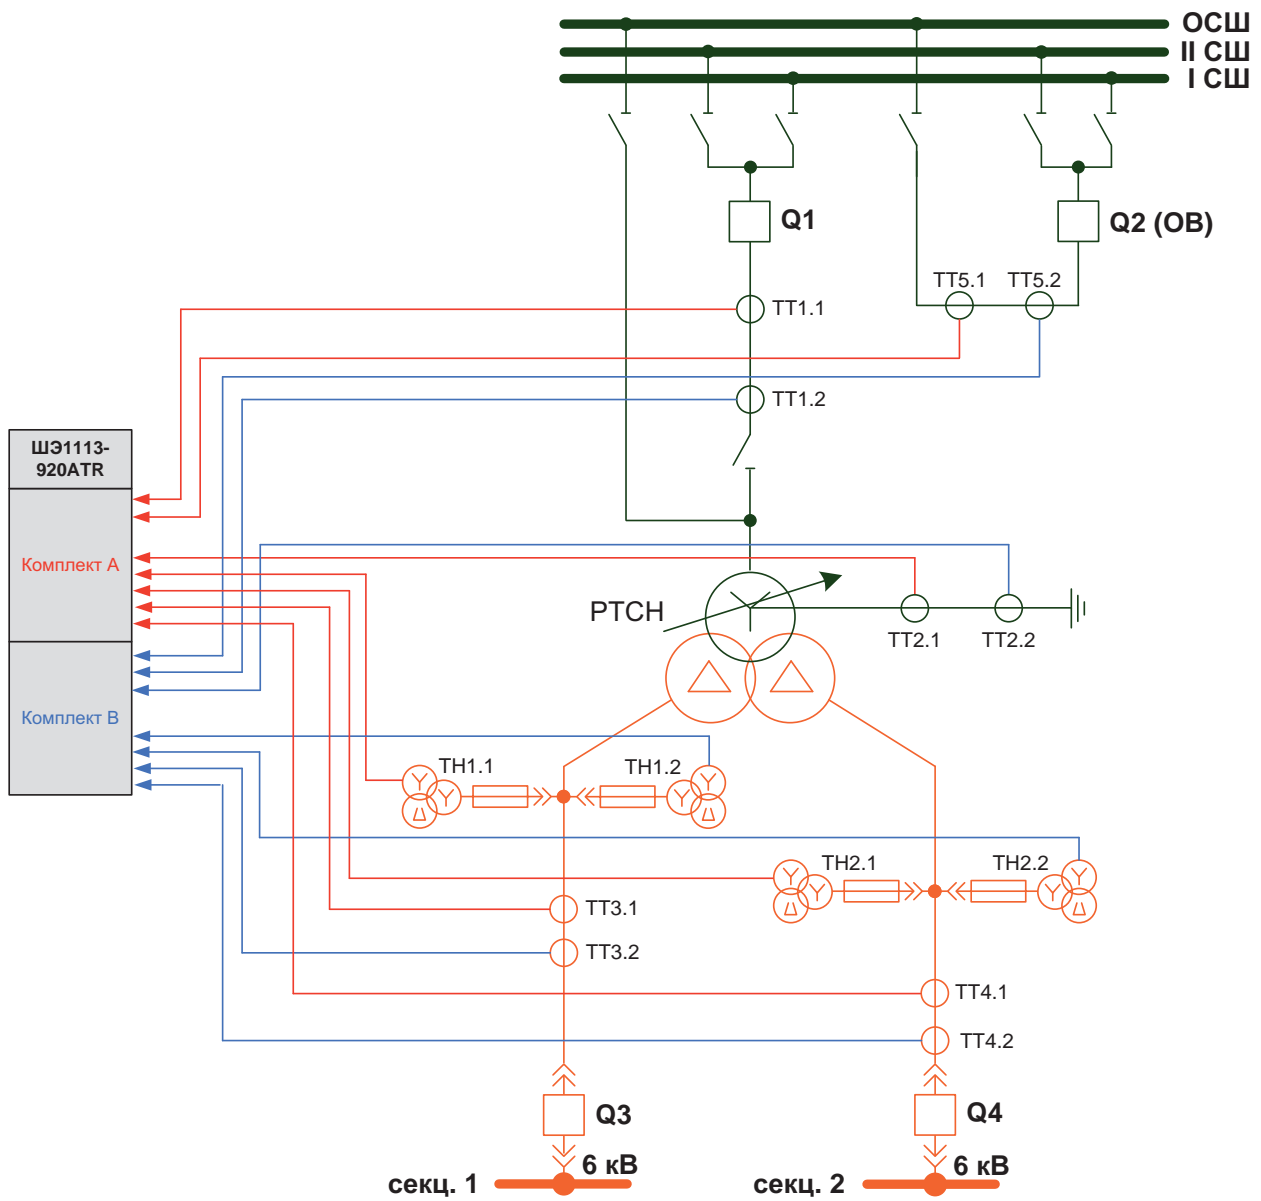 ОСШ
II СШ
I СШ
Q1
Q2 (ОВ)
ТТ5.1
ТТ5.2
ТТ1.1
ТТ1.2
ШЭ1113-
920ATR
Комплект А
РТСН
ТТ2.1
ТТ2.2
Комплект В
ТН1.1
ТН1.2
ТН2.1
ТН2.2
ТТ3.1
ТТ3.2
ТТ4.1
ТТ4.2
Q3
Q4
6 кВ
6 кВ
секц. 1
секц. 2